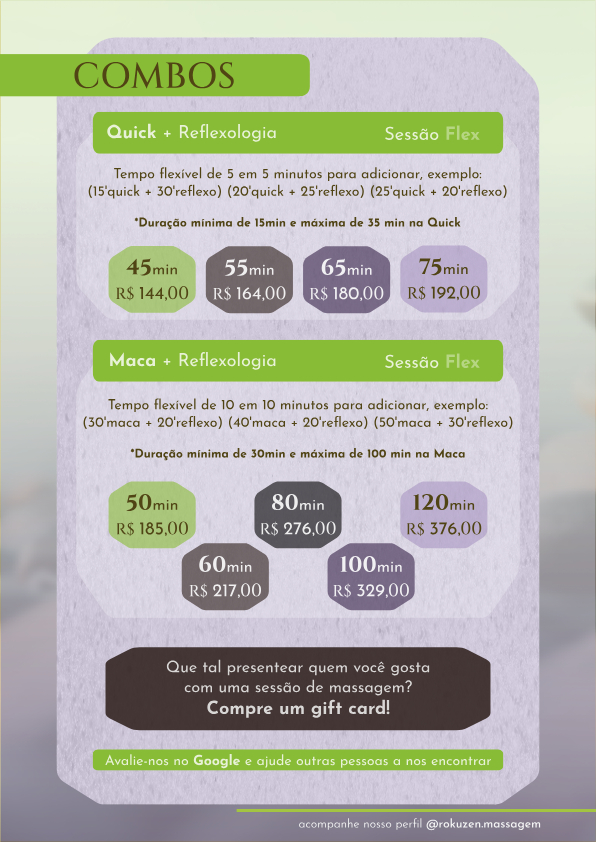 COMBOS
Quick + Reflexologia
Sessão Flex
Tempo flexível de 5 em 5 minutos para adicionar, exemplo:
(15'quick + 30'reflexo) (20'quick + 25'reflexo) (25'quick + 20'reflexo)
*Duração mínima de 15min e máxima de 35 min na Quick
45min
R$ 144,00
55min
R$ 164,00
65min
R$ 180,00
75min
R$ 192,00
Maca + Reflexologia
Sessão Flex
Tempo flexível de 10 em 10 minutos para adicionar, exemplo:
(30'maca + 20'reflexo) (40'maca + 20'reflexo) (50'maca + 30'reflexo)
*Duração mínima de 30min e máxima de 100 min na Maca
50min
R$ 185,00
80min
R$ 276,00
120min
R$ 376,00
60min
R$ 217,00
100min
R$ 329,00
Que tal presentear quem você gosta
com uma sessão de massagem?
Compre um gift card!
Avalie-nos no Google e ajude outras pessoas a nos encontrar
acompanhe nosso perfil @rokuzen.massagem